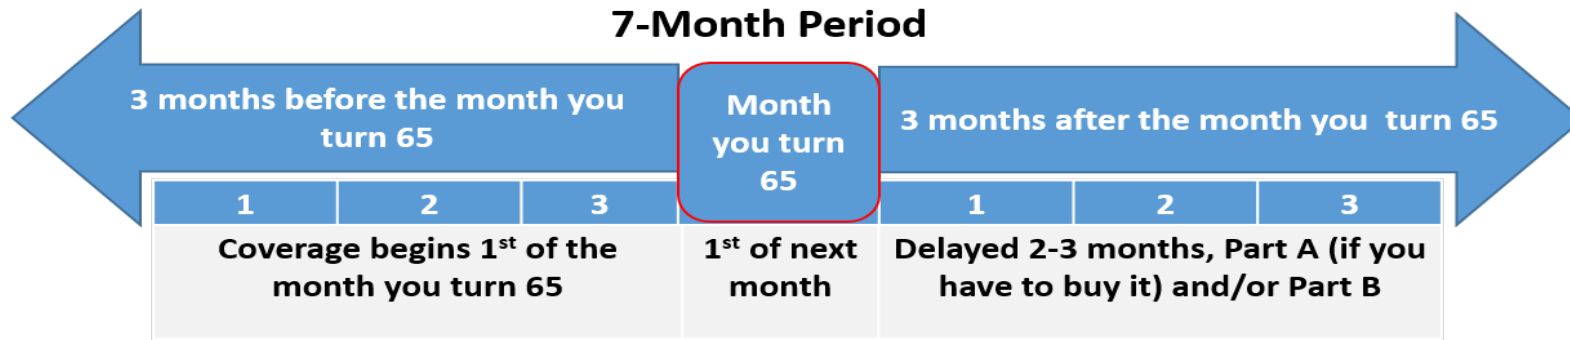 7-Month Period
3 months before the month you
turn 65
Month
you turn
65
3 months after the month you  turn 65
1 2 3 1 2 3
Coverage begins 1st of the
month you turn 65
1st of next
month
Delayed 2-3 months, Part A (if you
have to buy it) and/or Part B